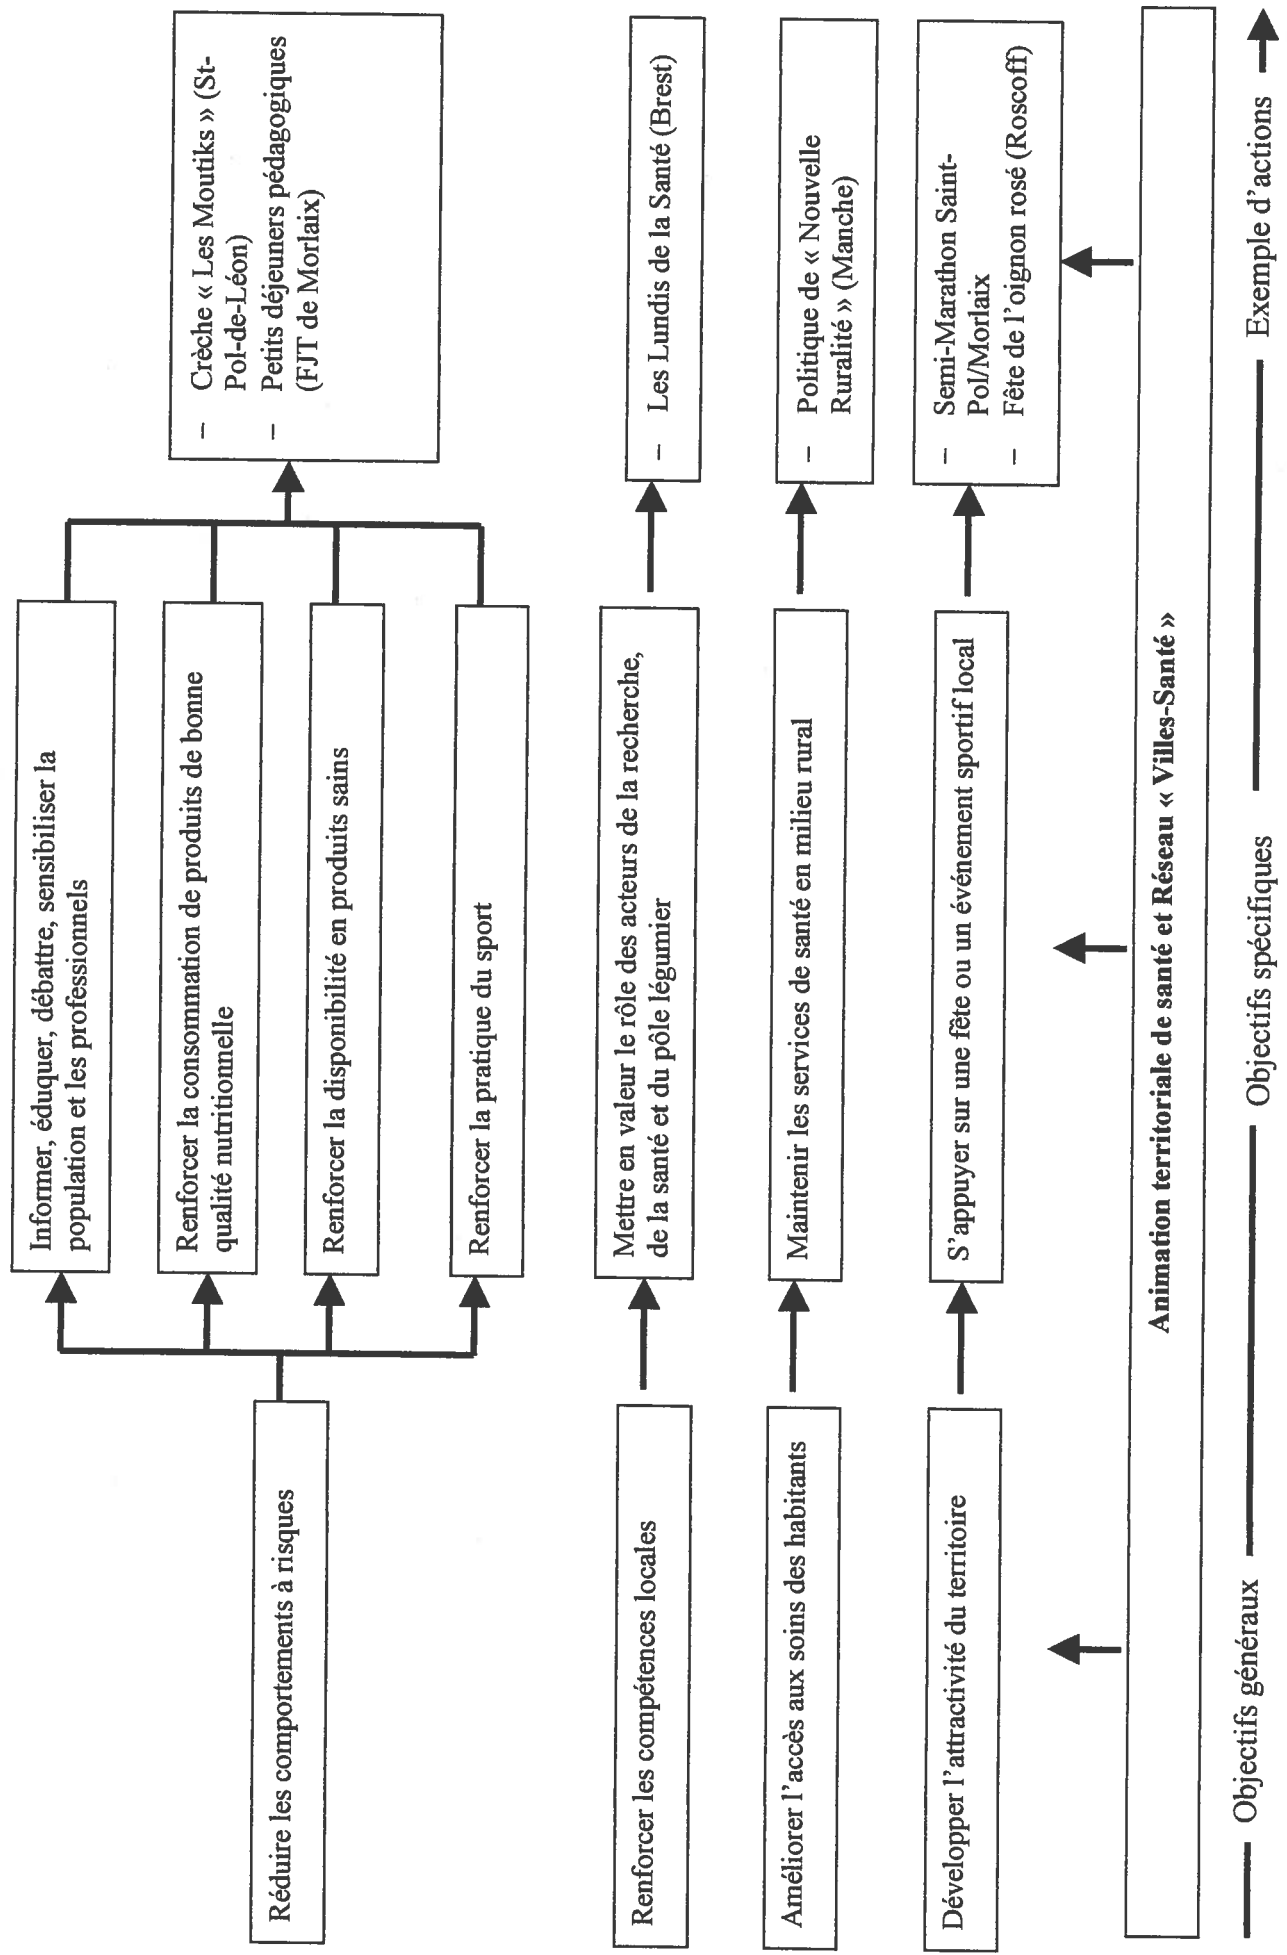 Réduire les comportements à risques
Informer, éduquer, débattre, sensibiliser la
population et les professionnels
Renforcer la consommation de produits de bonne
qualité nutritionnelle
Renforcer la disponibilité en produits sains
Renforcer la pratique du sport
– Crèche « Les Moutiks » (St-
Pol-de-Léon)
– Petits déjeuners pédagogiques
(FJT de Morlaix)
Renforcer les compétences locales
Mettre en valeur le rôle des acteurs de la recherche,
de la santé et du pôle légumier
– Les Lundis de la Santé (Brest)
Améliorer l'accès aux soins des habitants
Maintenir les services de santé en milieu rural
– Politique de « Nouvelle
Ruralité » (Manche)
Développer l'attractivité du territoire
S'appuyer sur une fête ou un événement sportif local
– Semi-Marathon Saint-
Pol/Morlaix
– Fête de l'oignon rosé (Roscoff)
Animation territoriale de santé et Réseau « Villes-Santé »
Objectifs généraux
Objectifs spécifiques
Exemple d'actions